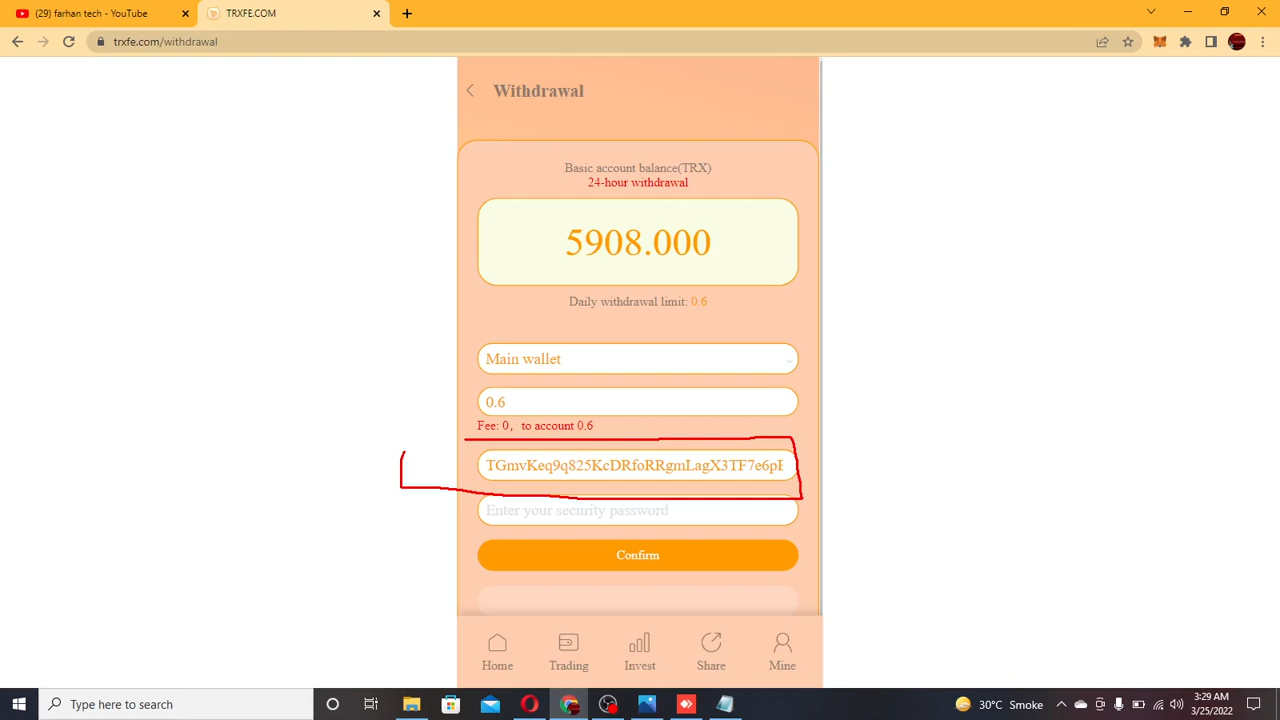 (29) farhan tech - YouTube
TRXFE.COM
trxfe.com/withdrawal
Withdrawal
Basic account balance(TRX)
24-hour withdrawal
5908.000
Daily withdrawal limit: 0.6
Main wallet
0.6
Fee: 0, to account 0.6
TGmvKeq9q825KcDRfoRRgmLagX3TF7e6pF
Enter your security password
Confirm
Home
Trading
Invest
Share
Mine
Type here to search
30°C Smoke
3:29 AM
3/25/2022